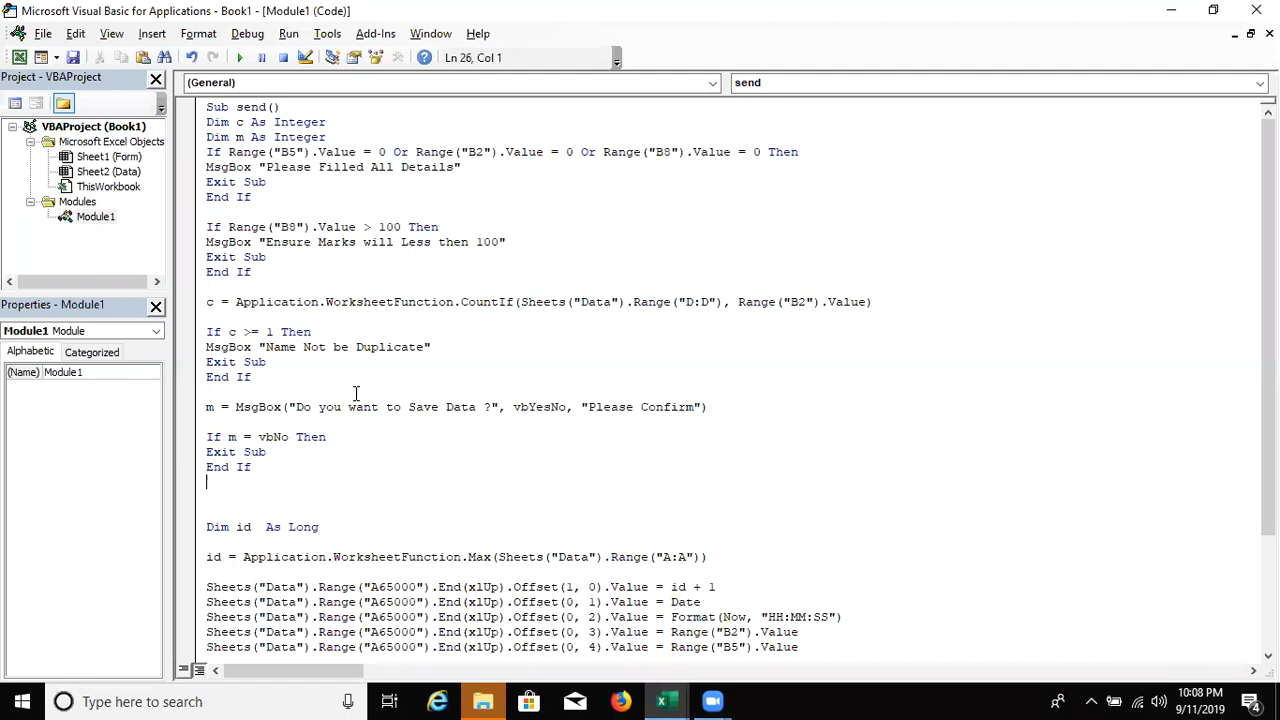 Microsoft Visual Basic for Applications - Book1 - [Module1 (Code)]
File Edit View Insert Format Debug Run Tools Add-Ins Window Help
Ln 26, Col 1
Project - VBAProject
(General) send
VBAProject (Book1)
Microsoft Excel Objects
Sheet1 (Form)
Sheet2 (Data)
ThisWorkbook
Modules
Module1
Properties - Module1
Module1 Module
Alphabetic Categorized
(Name) Module1
Sub send()
Dim c As Integer
Dim m As Integer
If Range("B5").Value = 0 Or Range("B2").Value = 0 Or Range("B8").Value = 0 Then
MsgBox "Please Filled All Details"
Exit Sub
End If
If Range("B8").Value > 100 Then
MsgBox "Ensure Marks will Less then 100"
Exit Sub
End If
c = Application.WorksheetFunction.CountIf(Sheets("Data").Range("D:D"), Range("B2").Value)
If c >= 1 Then
MsgBox "Name Not be Duplicate"
Exit Sub
End If
m = MsgBox("Do you want to Save Data ?", vbYesNo, "Please Confirm")
If m = vbNo Then
Exit Sub
End If
Dim id  As Long
id = Application.WorksheetFunction.Max(Sheets("Data").Range("A:A"))
Sheets("Data").Range("A65000").End(xlUp).Offset(1, 0).Value = id + 1
Sheets("Data").Range("A65000").End(xlUp).Offset(0, 1).Value = Date
Sheets("Data").Range("A65000").End(xlUp).Offset(0, 2).Value = Format(Now, "HH:MM:SS")
Sheets("Data").Range("A65000").End(xlUp).Offset(0, 3).Value = Range("B2").Value
Sheets("Data").Range("A65000").End(xlUp).Offset(0, 4).Value = Range("B5").Value
Type here to search
10:08 PM
9/11/2019
4